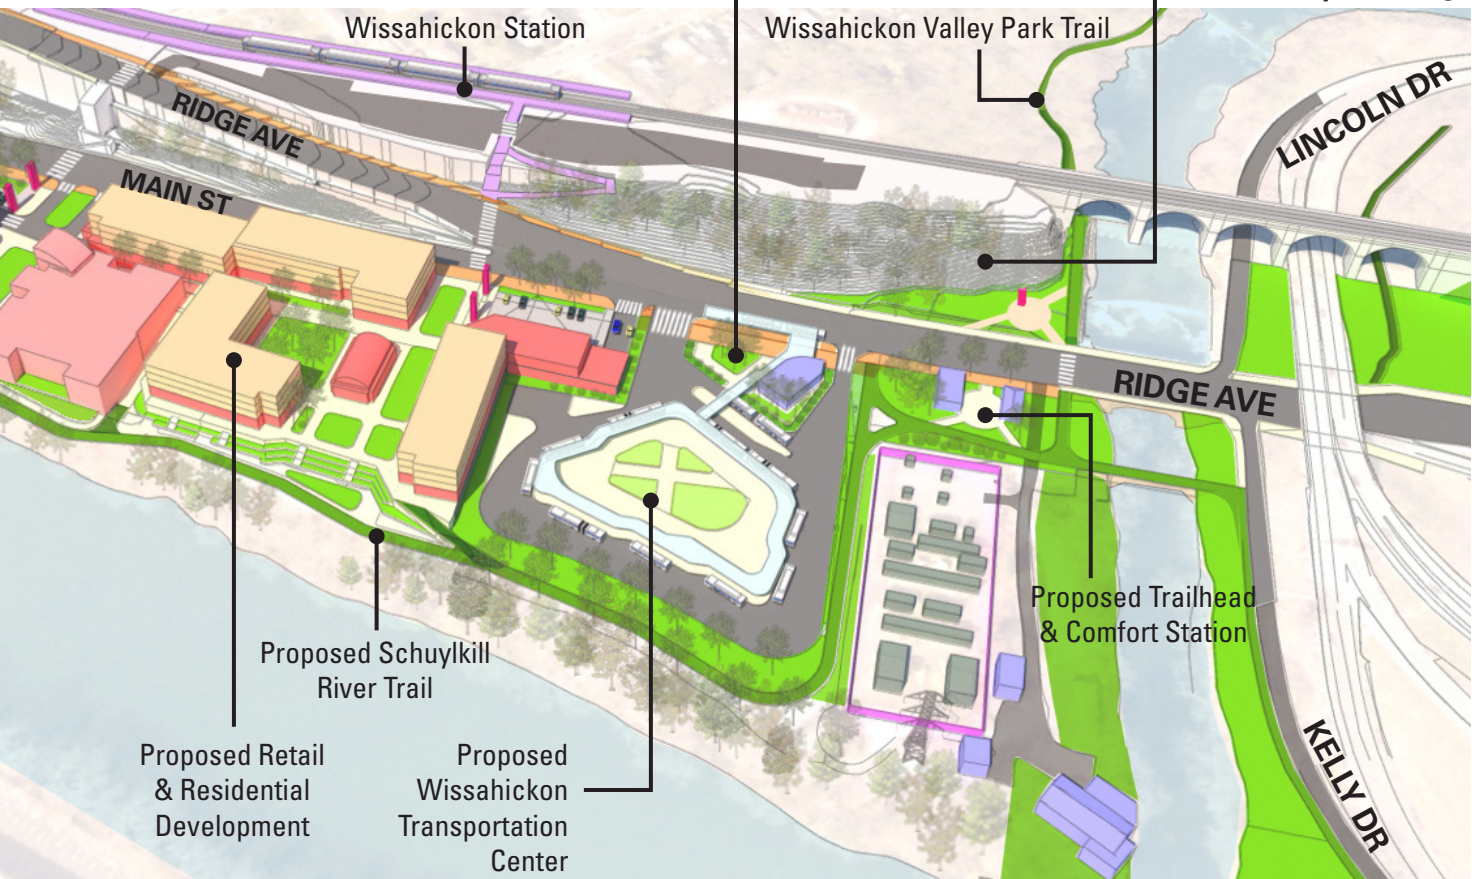 Wissahickon Station
Wissahickon Valley Park Trail
LINCOLN DR
RIDGE AVE
MAIN ST
RIDGE AVE
Proposed Trailhead
& Comfort Station
Proposed Schuylkill
River Trail
KELLY DR
Proposed Retail
& Residential
Development
Proposed
Wissahickon
Transportation
Center